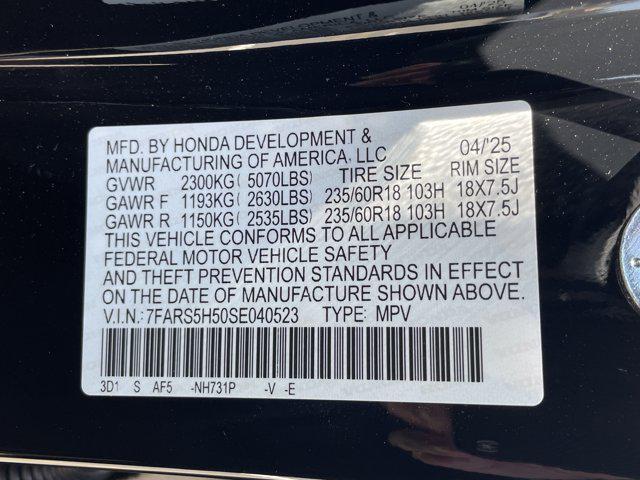 MFD. BY HONDA DEVELOPMENT & 04/'25
MANUFACTURING OF AMERICA, LLC
GVWR 2300KG(5070LBS) TIRE SIZE RIM SIZE
GAWR F 1193KG(2630LBS) 235/60R18 103H 18X7.5J
GAWR R 1150KG(2535LBS) 235/60R18 103H 18X7.5J
THIS VEHICLE CONFORMS TO ALL APPLICABLE
FEDERAL MOTOR VEHICLE SAFETY
AND THEFT PREVENTION STANDARDS IN EFFECT
ON THE DATE OF MANUFACTURE SHOWN ABOVE.
V.I.N.:7FARS5H50SE040523 TYPE: MPV
3D1 S AF5 -NH731P -V -E